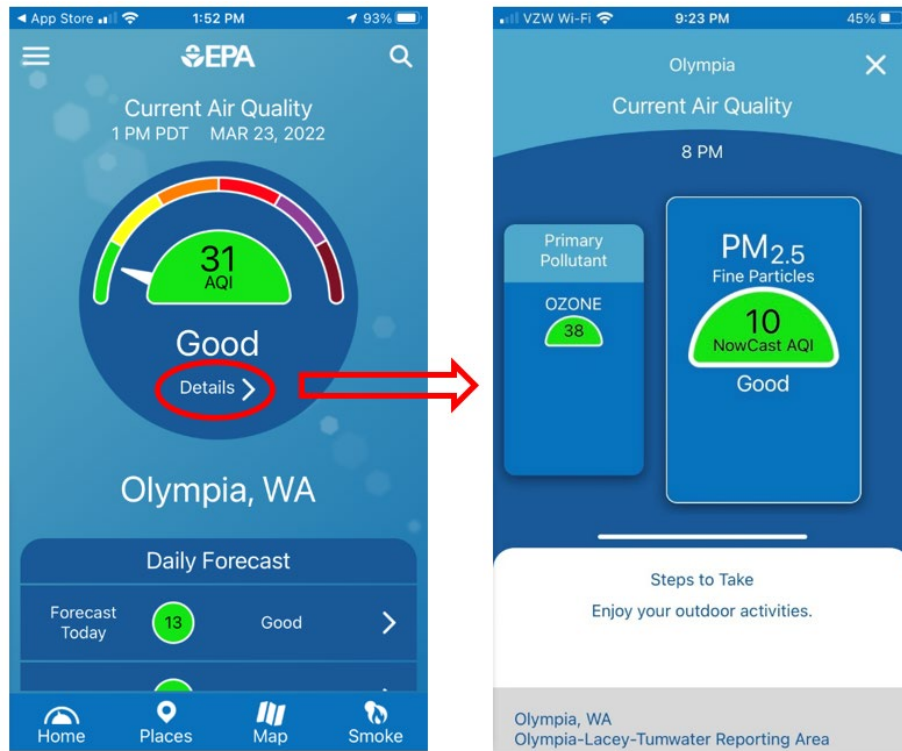 App Store 1:52 PM 93%
EPA
Current Air Quality
1 PM PDT MAR 23, 2022
31
AQI
Good
Details
Olympia, WA
Daily Forecast
Forecast
Today
13
Good
Home Places Map Smoke
VZW Wi-Fi 9:23 PM 45%
Olympia
Current Air Quality
8 PM
Primary
Pollutant
OZONE
38
PM2.5
Fine Particles
10
NowCast AQI
Good
Steps to Take
Enjoy your outdoor activities.
Olympia, WA
Olympia-Lacey-Tumwater Reporting Area